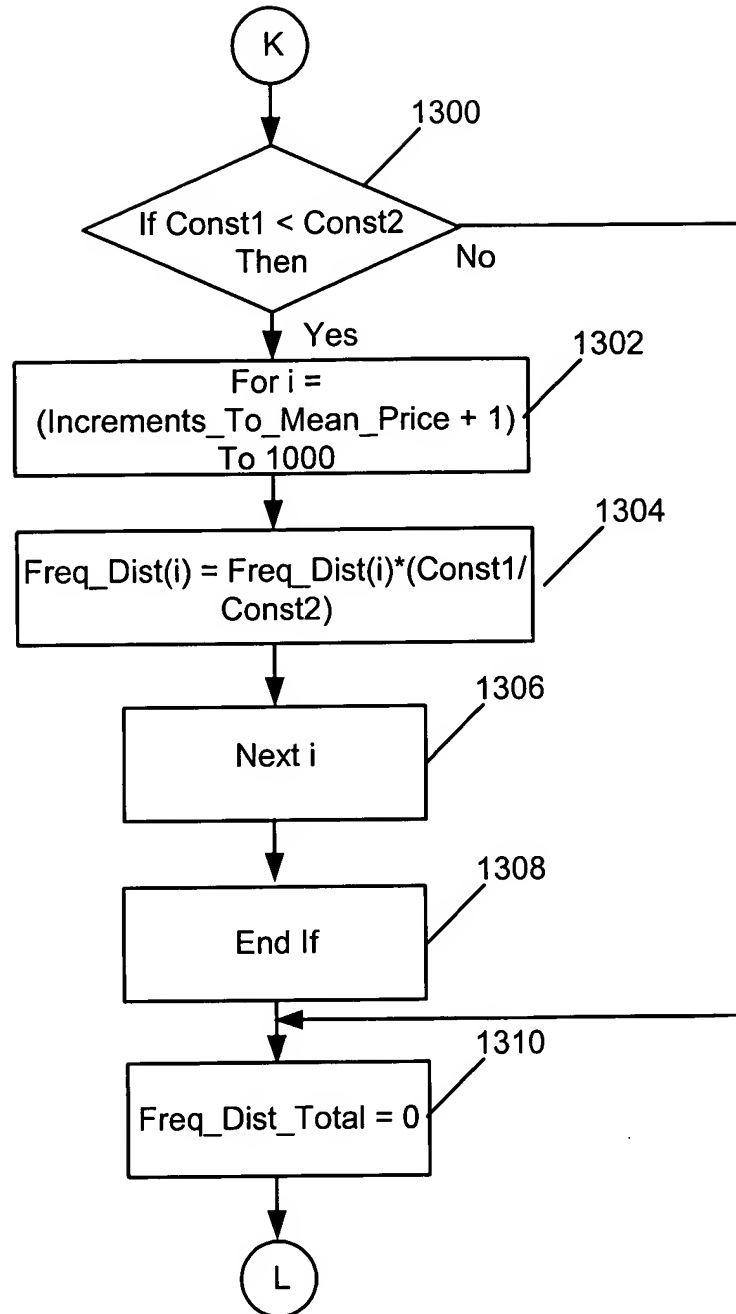 K
1300
If Const1 < Const2
Then
No
Yes
1302
For i =
(Increments_To_Mean_Price + 1)
To 1000
1304
Freq_Dist(i) = Freq_Dist(i)*(Const1/
Const2)
1306
Next i
1308
End If
1310
Freq_Dist_Total = 0
L